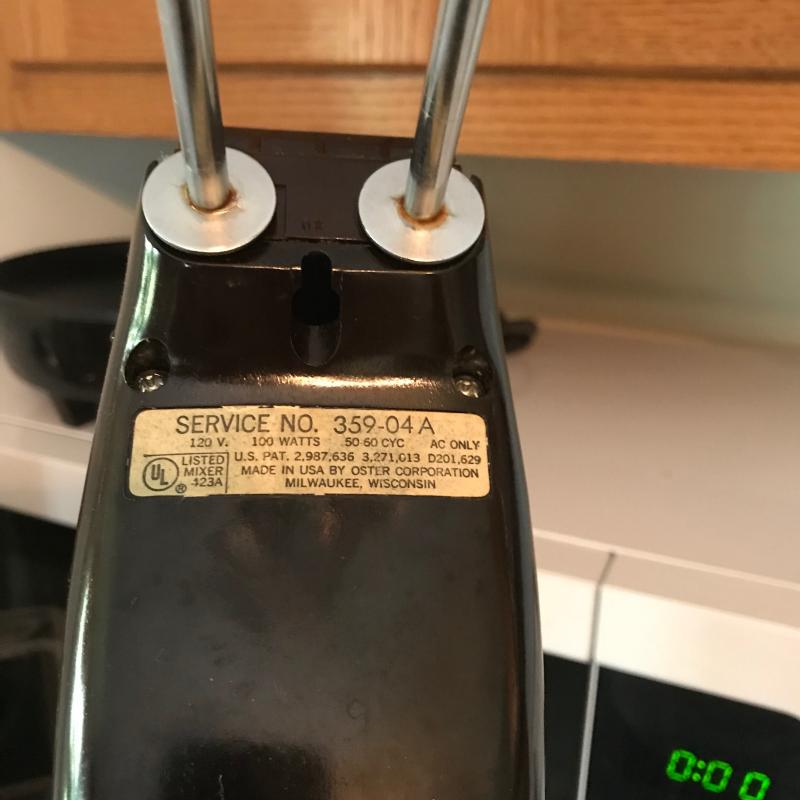 SERVICE NO. 359-04 A
120 V. 100 WATTS 50-60 CYC AC ONLY
U.S. PAT. 2,987,636 3,271,013 D201,629
MADE IN USA BY OSTER CORPORATION
MILWAUKEE, WISCONSIN
UL ®
LISTED
MIXER
423A
0:00